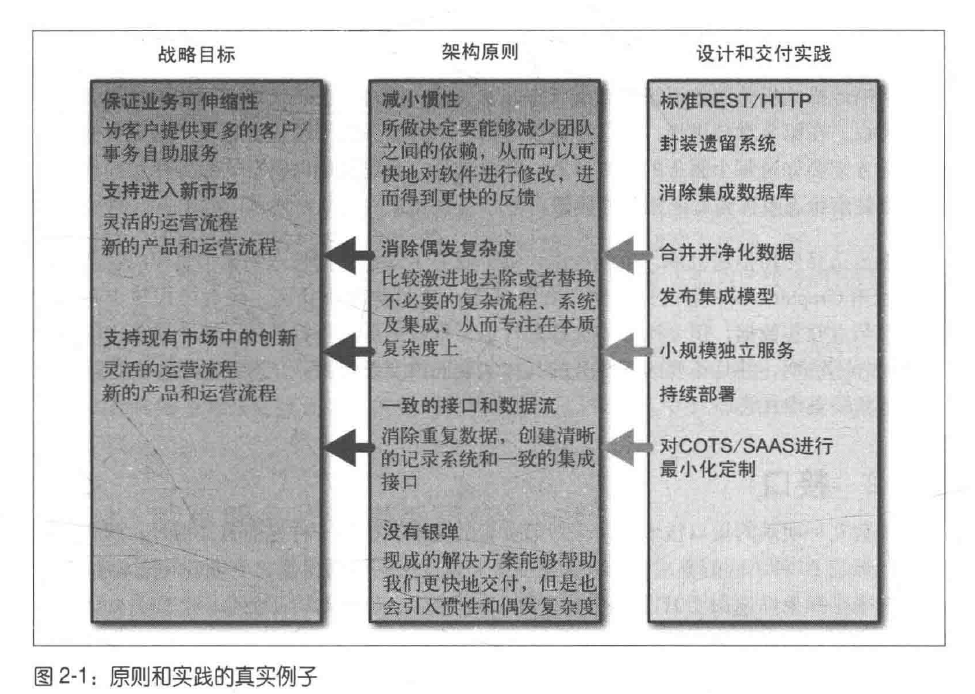 战略目标
保证业务可伸缩性
为客户提供更多的客户/
事务自助服务
支持进入新市场
灵活的运营流程
新的产品和运营流程
支持现有市场中的创新
灵活的运营流程
新的产品和运营流程
架构原则
减小惯性
所做决定要能够减少团队
之间的依赖，从而可以更
快地对软件进行修改，进
而得到更快的反馈
消除偶发复杂度
比较激进地去除或者替换
不必要的复杂流程、系统
及集成，从而专注在本质
复杂度上
一致的接口和数据流
消除重复数据，创建清晰
的记录系统和一致的集成
接口
没有银弹
现成的解决方案能够帮助
我们更快地交付，但是也
会引入惯性和偶发复杂度
设计和交付实践
标准REST/HTTP
封装遗留系统
消除集成数据库
合并并净化数据
发布集成模型
小规模独立服务
持续部署
对COTS/SAAS进行
最小化定制
图 2-1：原则和实践的真实例子